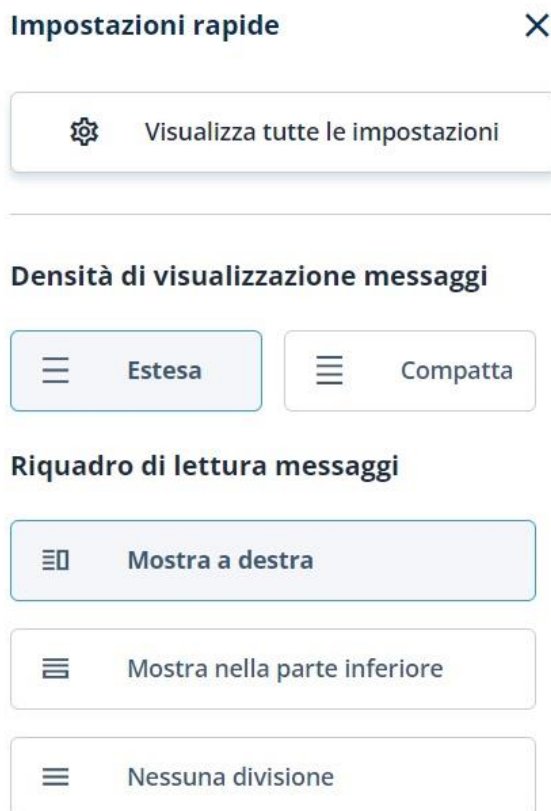 Impostazioni rapide
Visualizza tutte le impostazioni
Densità di visualizzazione messaggi
Estesa
Compatta
Riquadro di lettura messaggi
Mostra a destra
Mostra nella parte inferiore
Nessuna divisione